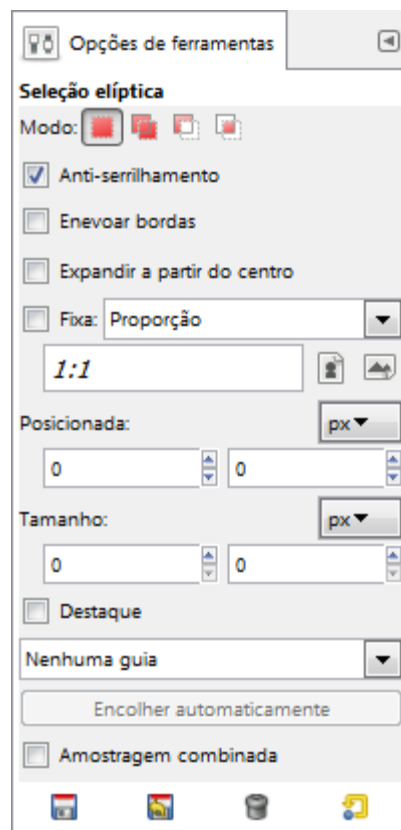 Opções de ferramentas
Seleção elíptica
Modo:
Anti-serrilhamento
Enevoar bordas
Expandir a partir do centro
Fixa: Proporção
1:1
Posicionada: px
0 0
Tamanho: px
0 0
Destaque
Nenhuma guia
Encolher automaticamente
Amostragem combinada